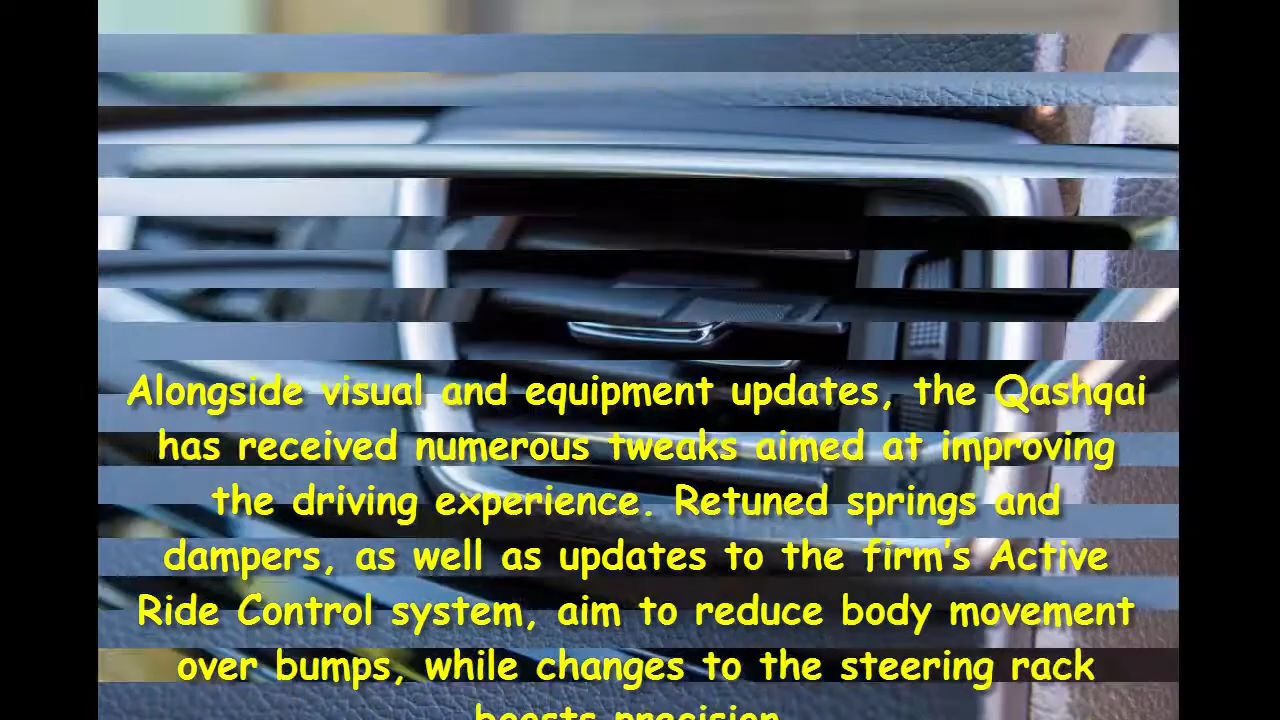 Alongside visual and equipment updates, the Qashqai
has received numerous tweaks aimed at improving
the driving experience. Retuned springs and
dampers, as well as updates to the firm's Active
Ride Control system, aim to reduce body movement
over bumps, while changes to the steering rack
boosts precision.